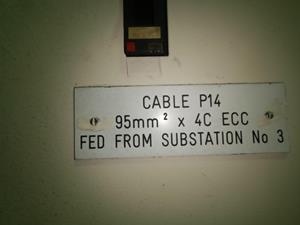 CABLE P14
95mm² x 4C ECC
FED FROM SUBSTATION No 3